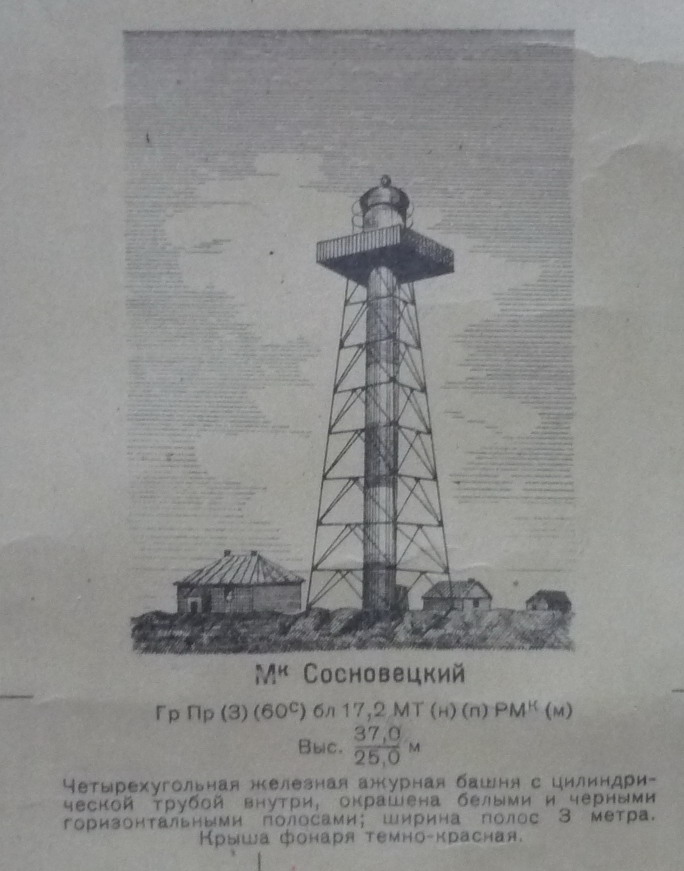 Мк Сосновецкий
Гр Пр (3) (60с) бл 17,2 МТ (н) (п) РМк (м)
Выс. 37,0/25,0 м
Четырехугольная железная ажурная башня с цилиндри-
ческой трубой внутри, окрашена белыми и черными
горизонтальными полосами; ширина полос 3 метра.
Крыша фонаря темно-красная.